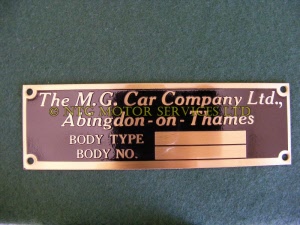 The M.G. Car Company Ltd.,
© NTG MOTOR SERVICES LTD
Abingdon-on-Thames
BODY TYPE
BODY NO.